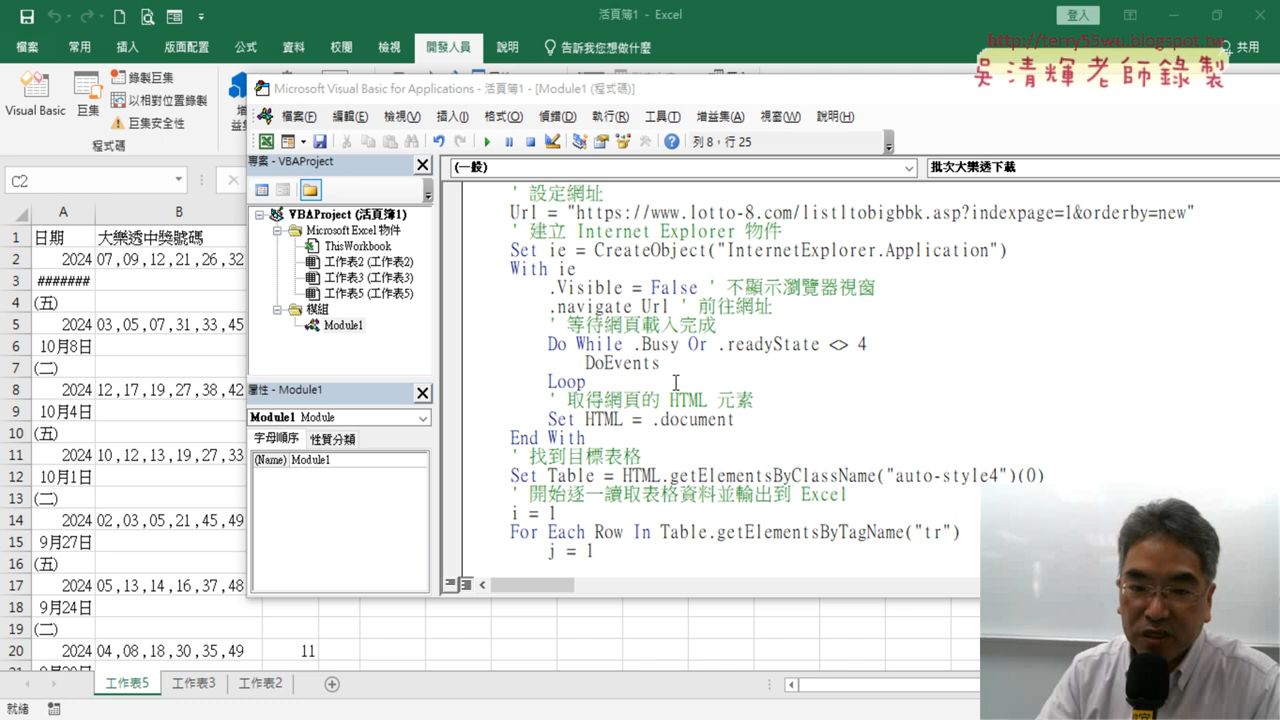 活頁簿1 - Excel
登入
檔案 常用 插入 版面配置 公式 資料 校閱 檢視 開發人員 說明 告訴我您想做什麼 共用
http://terry55wu.blogspot.tw
吳清輝老師錄製
Visual Basic
巨集
錄製巨集
以相對位置錄製
巨集安全性
程式碼
C2
A B
1 日期 大樂透中獎號碼
2 2024 07,09,12,21,26,32
3 #######
4 (五)
5 2024 03,05,07,31,33,45
6 10月8日
7 (二)
8 2024 12,17,19,27,38,42
9 10月4日
10 (五)
11 2024 10,12,13,19,27,33
12 10月1日
13 (二)
14 2024 02,03,05,21,45,49
15 9月27日
16 (五)
17 2024 05,13,14,16,37,48
18 9月24日
19 (二)
20 2024 04,08,18,30,35,49 11
工作表5 工作表3 工作表2
就緒
Microsoft Visual Basic for Applications - 活頁簿1 - [Module1 (程式碼)]
檔案(F) 編輯(E) 檢視(V) 插入(I) 格式(O) 偵錯(D) 執行(R) 工具(T) 增益集(A) 視窗(W) 說明(H)
列 8，行 25
專案 - VBAProject
VBAProject (活頁簿1)
Microsoft Excel 物件
ThisWorkbook
工作表2 (工作表2)
工作表3 (工作表3)
工作表5 (工作表5)
模組
Module1
屬性 - Module1
Module1 Module
字母順序 性質分類
(Name) Module1
(一般) 批次大樂透下載
' 設定網址
Url = "https://www.lotto-8.com/listltobigbbk.asp?indexpage=1&orderby=new"
' 建立 Internet Explorer 物件
Set ie = CreateObject("InternetExplorer.Application")
With ie
.Visible = False ' 不顯示瀏覽器視窗
.navigate Url ' 前往網址
' 等待網頁載入完成
Do While .Busy Or .readyState <> 4
DoEvents
Loop
' 取得網頁的 HTML 元素
Set HTML = .document
End With
' 找到目標表格
Set Table = HTML.getElementsByClassName("auto-style4")(0)
' 開始逐一讀取表格資料並輸出到 Excel
i = 1
For Each Row In Table.getElementsByTagName("tr")
j = 1